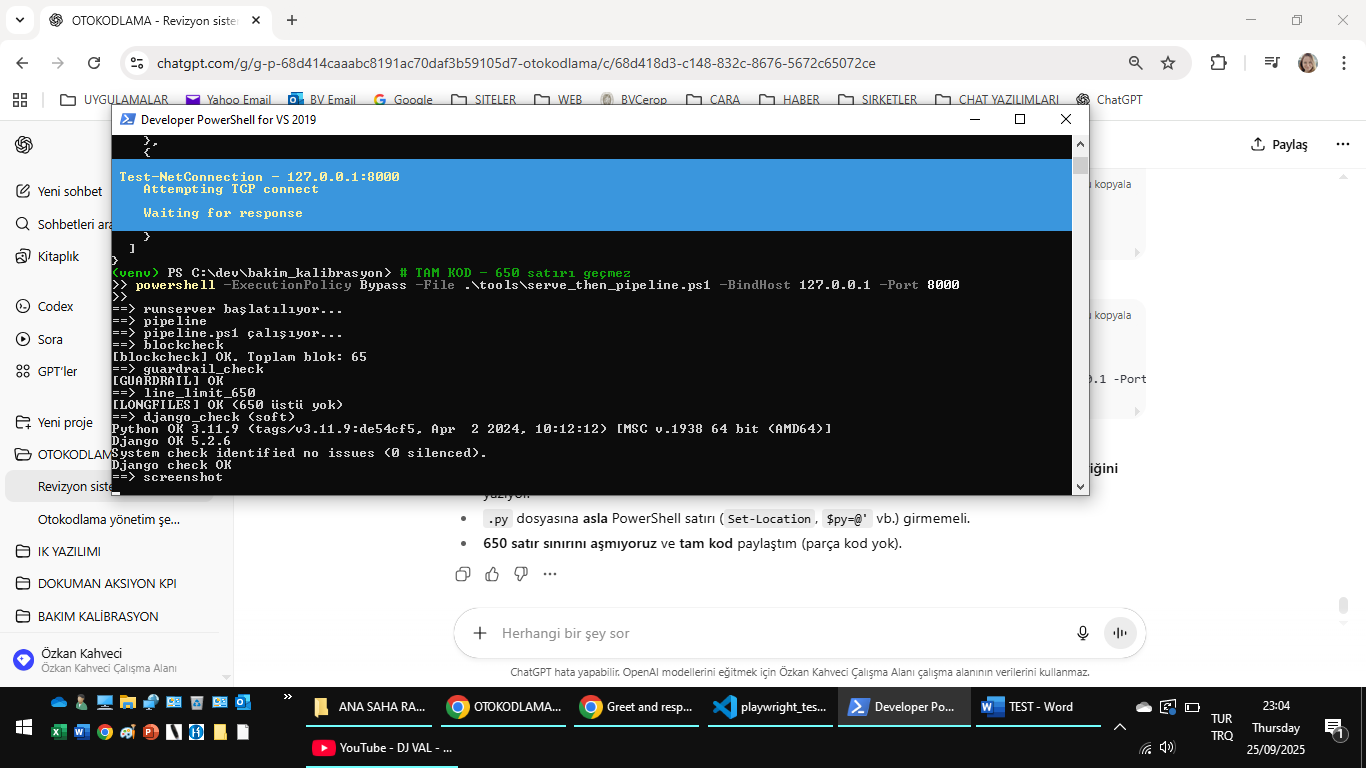 OTOKODLAMA - Revizyon siste
chatgpt.com/g/g-p-68d414caaabc8191ac70daf3b59105d7-otokodlama/c/68d418d3-c148-832c-8676-5672c65072ce
UYGULAMALAR
Yahoo Email
BV Email
Google
SITELER
WEB
BVCerop
CARA
HABER
SIRKETLER
CHAT YAZILIMLARI
ChatGPT
Developer PowerShell for VS 2019
},
{
Test-NetConnection - 127.0.0.1:8000
Attempting TCP connect
Waiting for response
}
]
}
(venv) PS C:\dev\bakim_kalibrasyon> # TAM KOD - 650 satırı geçmez
>> powershell -ExecutionPolicy Bypass -File .\tools\serve_then_pipeline.ps1 -BindHost 127.0.0.1 -Port 8000
>>
==> runserver başlatılıyor...
==> pipeline
==> pipeline.ps1 çalışıyor...
==> blockcheck
[blockcheck] OK. Toplam blok: 65
==> guardrail_check
[GUARDRAIL] OK
==> line_limit_650
[LONGFILES] OK (650 üstü yok)
==> django_check (soft)
Python OK 3.11.9 (tags/v3.11.9:de54cf5, Apr  2 2024, 10:12:12) [MSC v.1938 64 bit (AMD64)]
Django OK 5.2.6
System check identified no issues (0 silenced).
Django check OK
==> screenshot
Yeni sohbet
Sohbetleri ara
Kitaplık
Codex
Sora
GPT'ler
Yeni proje
OTOKODLAM
Revizyon siste
Otokodlama yönetim şe...
IK YAZILIMI
DOKUMAN AKSIYON KPI
BAKIM KALİBRASYON
Özkan Kahveci
Özkan Kahveci Çalışma Alanı
Paylaş
kopyala
kopyala
0.1 -Port
iğini
yazıyor.
.py dosyasına asla PowerShell satırı (Set-Location, $py=@' vb.) girmemeli.
650 satır sınırını aşmıyoruz ve tam kod paylaştım (parça kod yok).
Herhangi bir şey sor
ChatGPT hata yapabilir. OpenAI modellerini eğitmek için Özkan Kahveci Çalışma Alanı çalışma alanının verilerini kullanmaz.
ANA SAHA RA...
OTOKODLAMA...
Greet and resp...
playwright_tes...
Developer Po...
TEST - Word
YouTube - DJ VAL - ...
TUR
TRQ
23:04
Thursday
25/09/2025
1